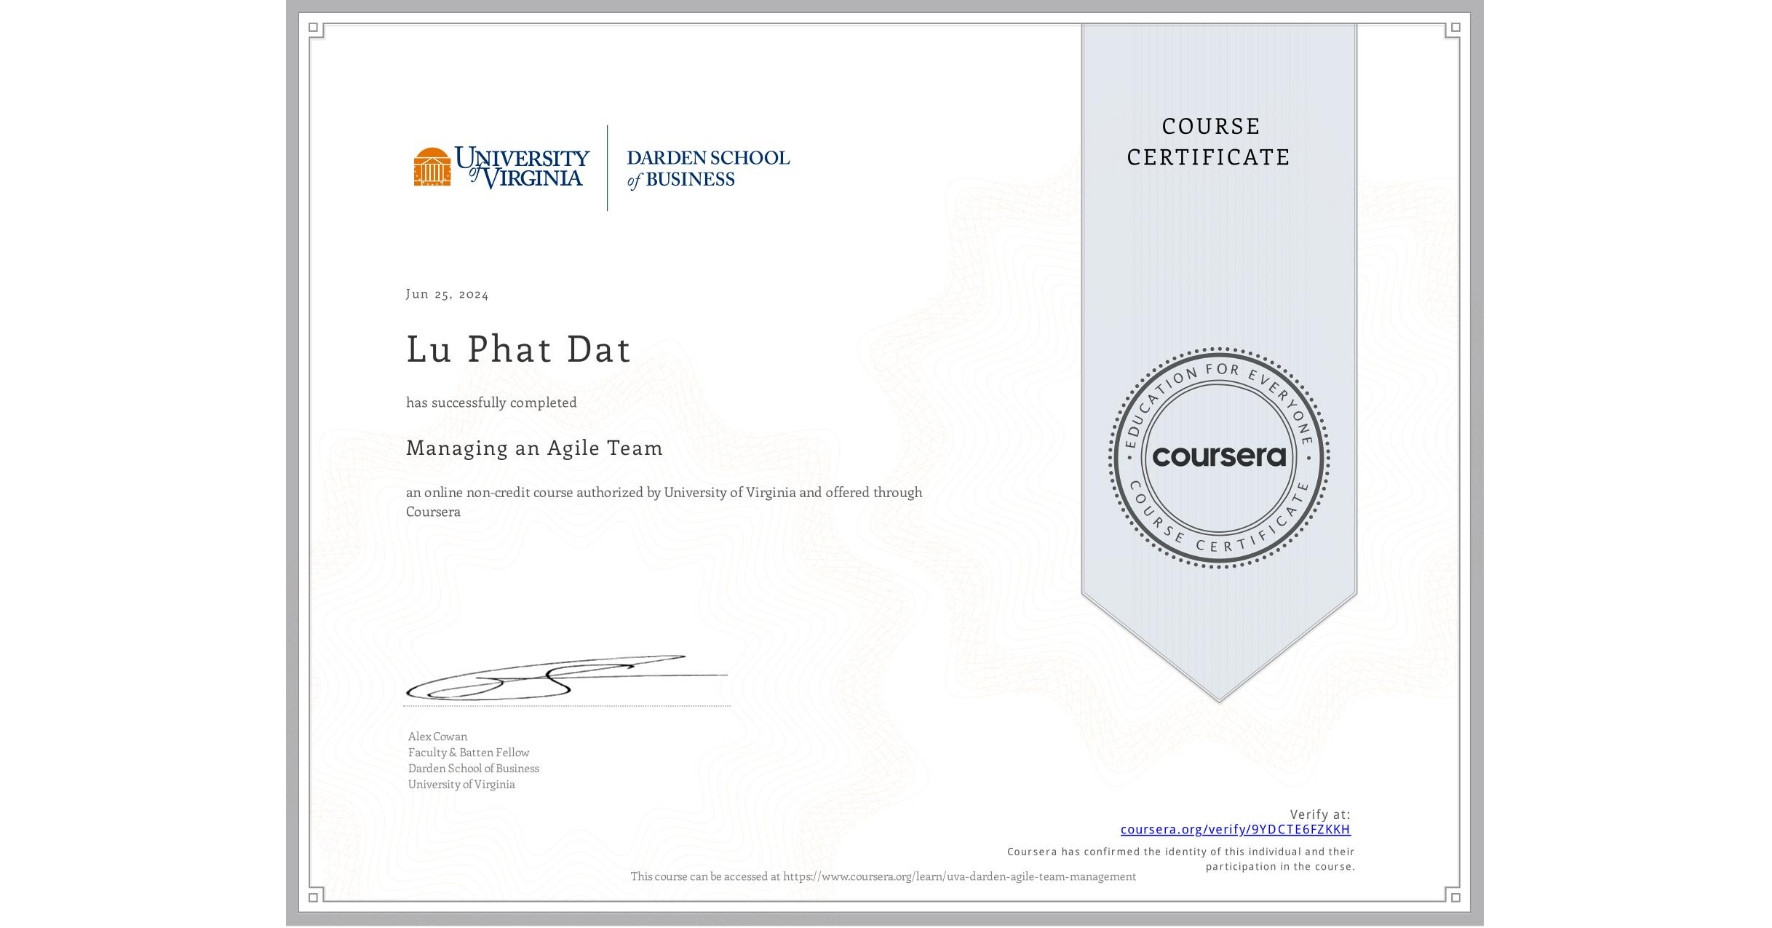 UNIVERSITY
of VIRGINIA
DARDEN SCHOOL
of BUSINESS
COURSE
CERTIFICATE
Jun 25, 2024
Lu Phat Dat
has successfully completed
Managing an Agile Team
an online non-credit course authorized by University of Virginia and offered through
Coursera
EDUCATION FOR EVERYONE
coursera
COURSE CERTIFICATE
Alex Cowan
Faculty & Batten Fellow
Darden School of Business
University of Virginia
Verify at:
coursera.org/verify/9YDCTE6FZKKH
Coursera has confirmed the identity of this individual and their
participation in the course.
This course can be accessed at https://www.coursera.org/learn/uva-darden-agile-team-management